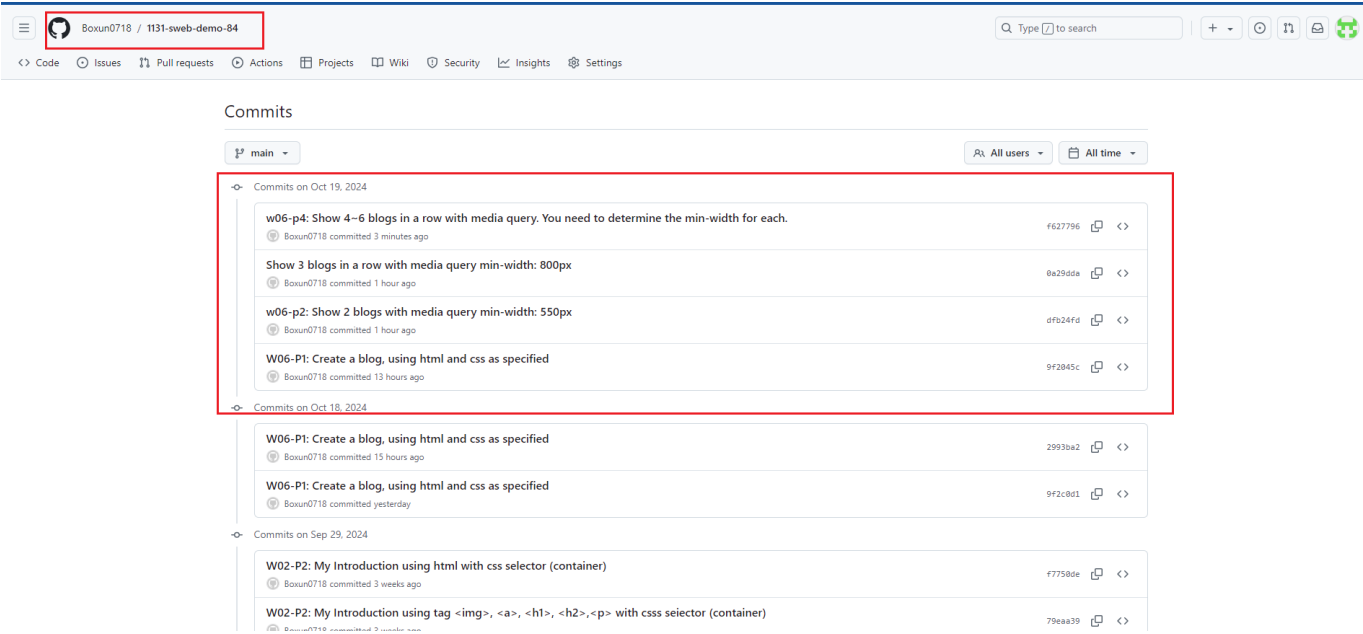 Boxun0718 / 1131-sweb-demo-84
Type / to search
Code Issues Pull requests Actions Projects Wiki Security Insights Settings
Commits
main All users All time
Commits on Oct 19, 2024
w06-p4: Show 4~6 blogs in a row with media query. You need to determine the min-width for each.
f627796
Boxun0718 committed 3 minutes ago
Show 3 blogs in a row with media query min-width: 800px
0a29dda
Boxun0718 committed 1 hour ago
w06-p2: Show 2 blogs with media query min-width: 550px
dfb24fd
Boxun0718 committed 1 hour ago
W06-P1: Create a blog, using html and css as specified
9f2045c
Boxun0718 committed 13 hours ago
Commits on Oct 18, 2024
W06-P1: Create a blog, using html and css as specified
2993ba2
Boxun0718 committed 15 hours ago
W06-P1: Create a blog, using html and css as specified
9f2c0d1
Boxun0718 committed yesterday
Commits on Sep 29, 2024
W02-P2: My Introduction using html with css selector (container)
f7750de
Boxun0718 committed 3 weeks ago
W02-P2: My Introduction using tag <img>, <a>, <h1>, <h2>,<p> with csss seiector (container)
79eaa39
Boxun0718 committed 3 weeks ago